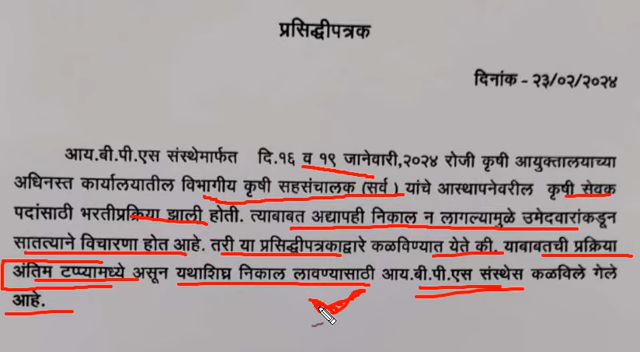 प्रसिद्धीपत्रक
दिनांक - २३/०२/२०२४
आय.बी.पी.एस संस्थेमार्फत दि.१६ व १९ जानेवारी,२०२४ रोजी कृषी आयुक्तालयाच्या
अधिनस्त कार्यालयातील विभागीय कृषी सहसंचालक (सर्व ) यांचे आस्थापनेवरील कृषी सेवक
पदांसाठी भरतीप्रक्रिया झाली होती. त्याबाबत अद्यापही निकाल न लागल्यामुळे उमेदवारांकडून
सातत्याने विचारणा होत आहे. तरी या प्रसिद्धीपत्रकाद्वारे कळविण्यात येते की. याबाबतची प्रक्रिया
अंतिम टप्प्यामध्ये असून यथाशिघ्र निकाल लावण्यासाठी आय.बी.पी.एस संस्थेस कळविले गेले
आहे.